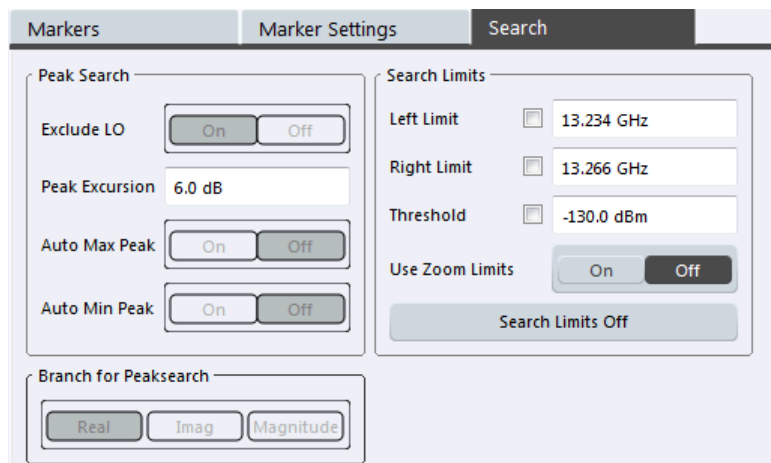 Markers
Marker Settings
Search
Peak Search
Exclude LO
On
Off
Peak Excursion
6.0 dB
Auto Max Peak
On
Off
Auto Min Peak
On
Off
Search Limits
Left Limit
13.234 GHz
Right Limit
13.266 GHz
Threshold
-130.0 dBm
Use Zoom Limits
On
Off
Search Limits Off
Branch for Peaksearch
Real
Imag
Magnitude